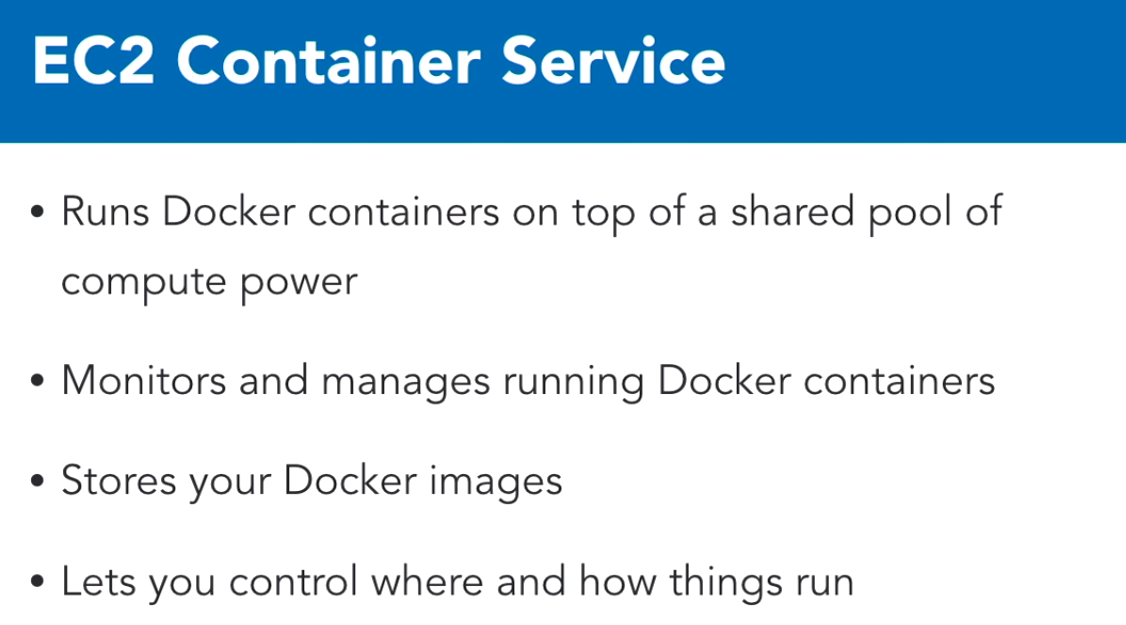 EC2 Container Service
• Runs Docker containers on top of a shared pool of
compute power
• Monitors and manages running Docker containers
• Stores your Docker images
• Lets you control where and how things run